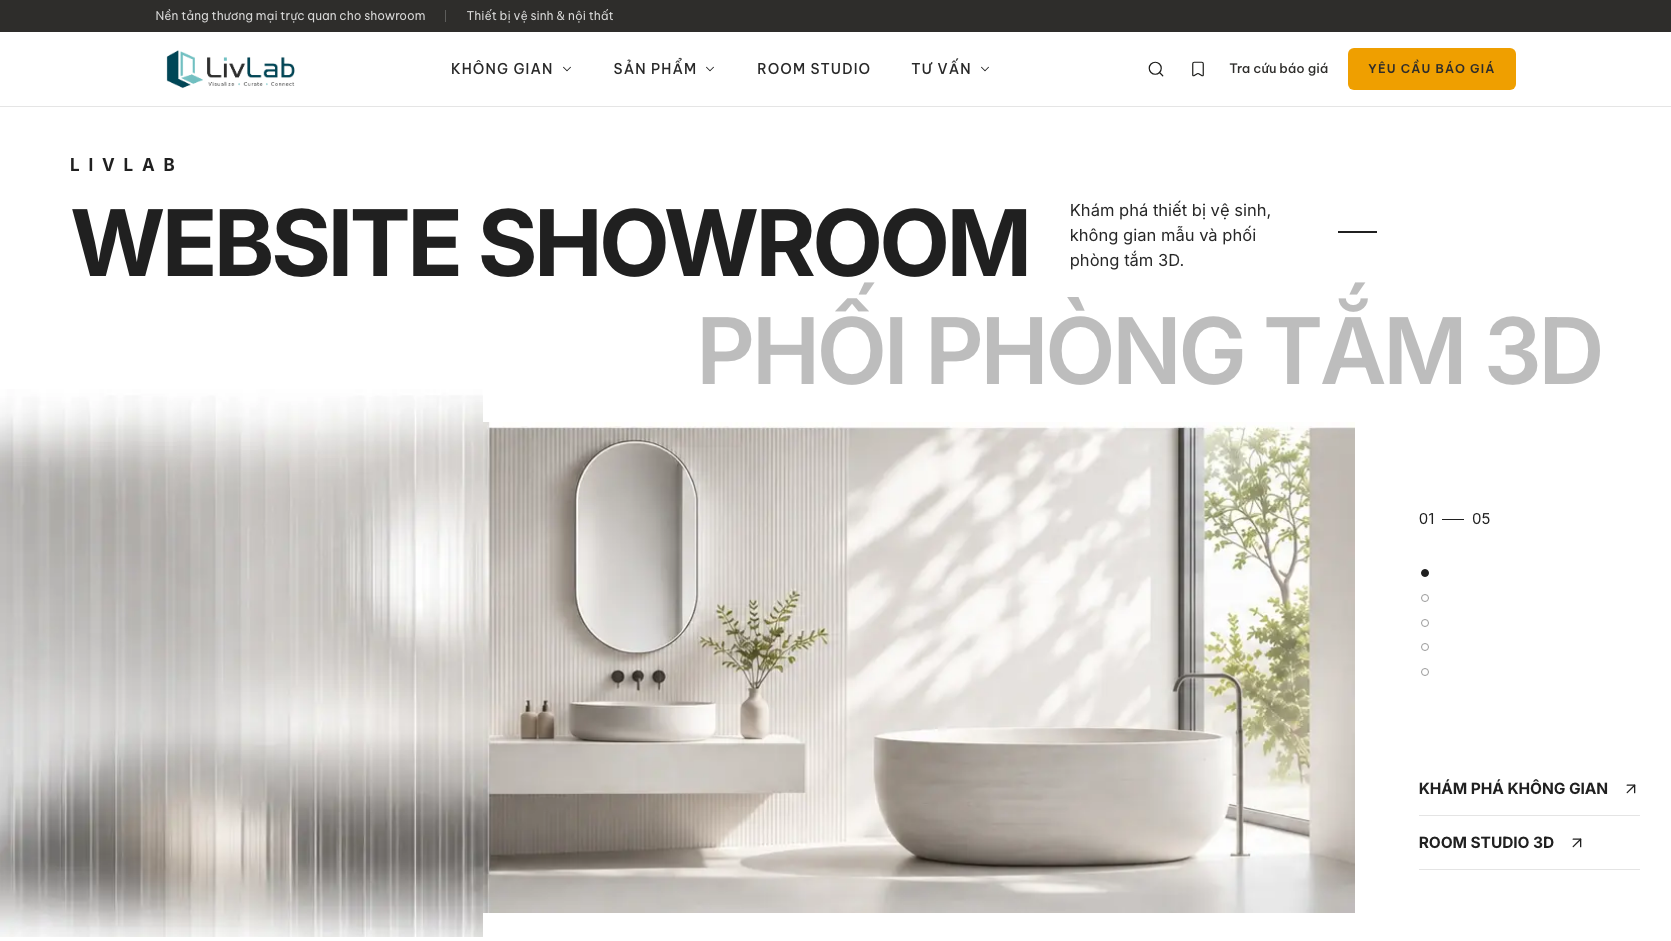 Nền tảng thương mại trực quan cho showroom
Thiết bị vệ sinh & nội thất
LivLab
Visualize • Curate • Connect
KHÔNG GIAN
SẢN PHẨM
ROOM STUDIO
TƯ VẤN
Tra cứu báo giá
YÊU CẦU BÁO GIÁ
LIVLAB
WEBSITE SHOWROOM
Khám phá thiết bị vệ sinh,
không gian mẫu và phối
phòng tắm 3D.
PHỐI PHÒNG TẮM 3D
01 — 05
KHÁM PHÁ KHÔNG GIAN
ROOM STUDIO 3D